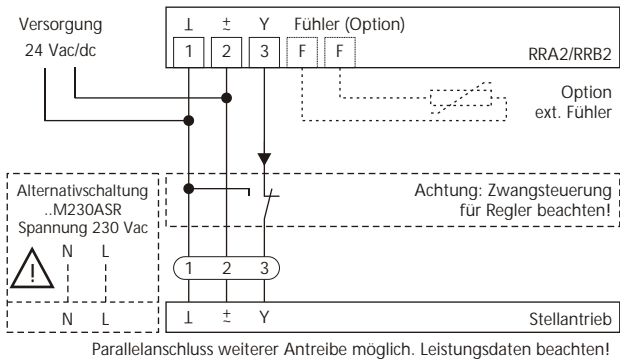 Versorgung
24 Vac/dc
⊥ ± Y Fühler (Option)
1 2 3 F F
RRA2/RRB2
Option
ext. Fühler
Alternativschaltung
..M230ASR
Spannung 230 Vac
N L
Achtung: Zwangsteuerung
für Regler beachten!
1 2 3
N L
⊥ ± Y
Stellantrieb
Parallelanschluss weiterer Antreibe möglich. Leistungsdaten beachten!